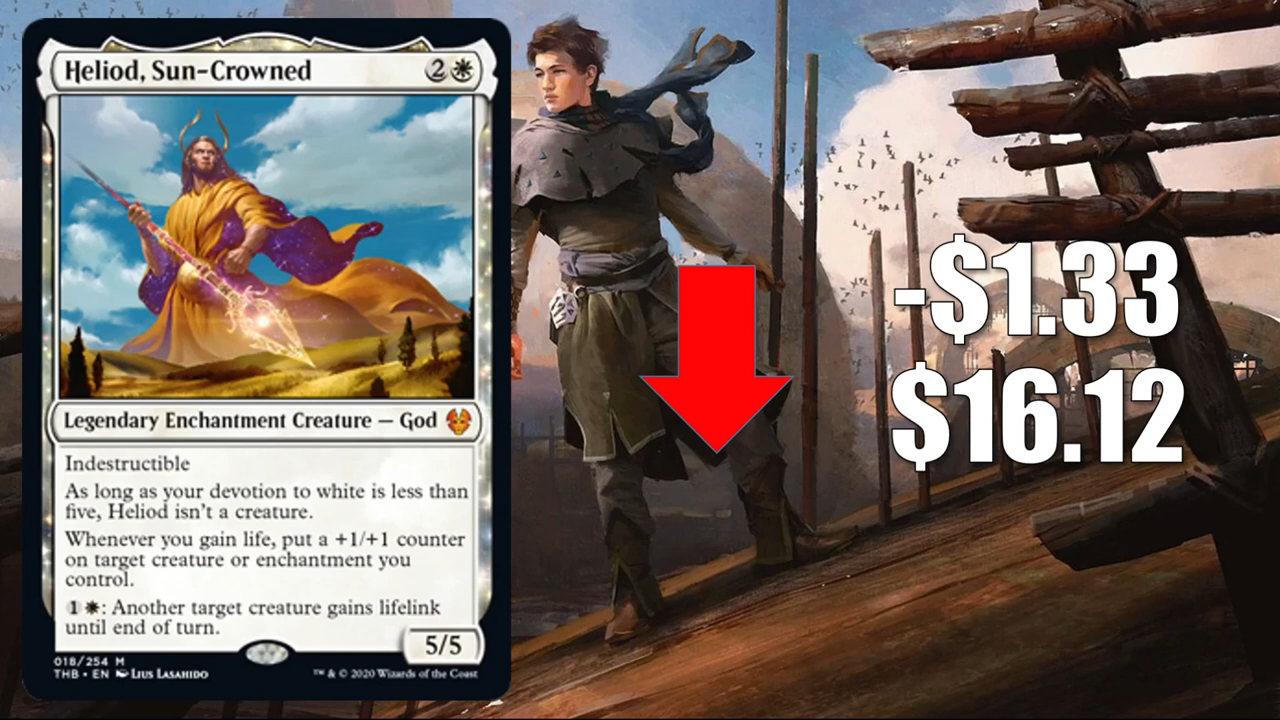 Heliod, Sun-Crowned 2
Legendary Enchantment Creature — God
Indestructible
As long as your devotion to white is less than
five, Heliod isn't a creature.
Whenever you gain life, put a +1/+1 counter
on target creature or enchantment you
control.
1 : Another target creature gains lifelink
until end of turn.
5/5
018/254 M
THB • EN Lius Lasahido
™ & © 2020 Wizards of the Coast
-$1.33
$16.12